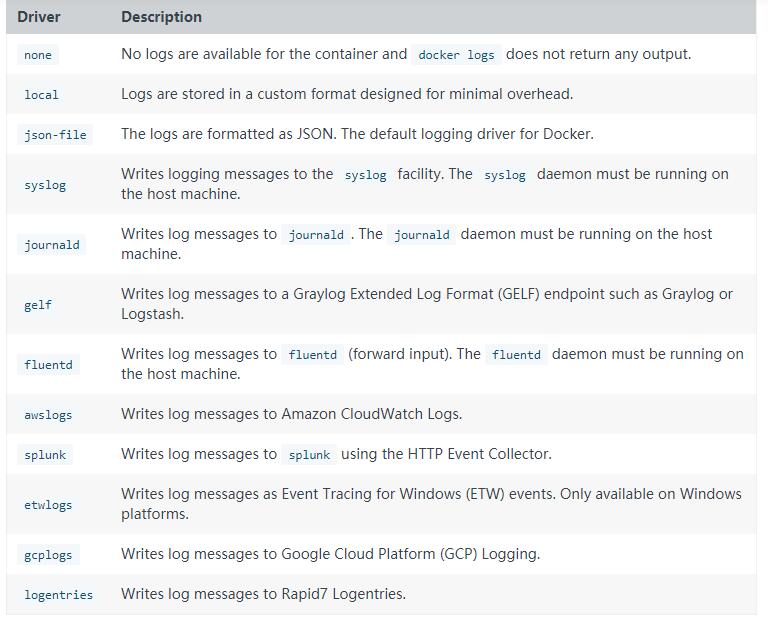 Driver Description
none No logs are available for the container and docker logs does not return any output.
local Logs are stored in a custom format designed for minimal overhead.
json-file The logs are formatted as JSON. The default logging driver for Docker.
syslog Writes logging messages to the syslog facility. The syslog daemon must be running on
the host machine.
journald Writes log messages to journald . The journald daemon must be running on the host
machine.
gelf Writes log messages to a Graylog Extended Log Format (GELF) endpoint such as Graylog or
Logstash.
fluentd Writes log messages to fluentd (forward input). The fluentd daemon must be running on
the host machine.
awslogs Writes log messages to Amazon CloudWatch Logs.
splunk Writes log messages to splunk using the HTTP Event Collector.
etwlogs Writes log messages as Event Tracing for Windows (ETW) events. Only available on Windows
platforms.
gcplogs Writes log messages to Google Cloud Platform (GCP) Logging.
logentries Writes log messages to Rapid7 Logentries.